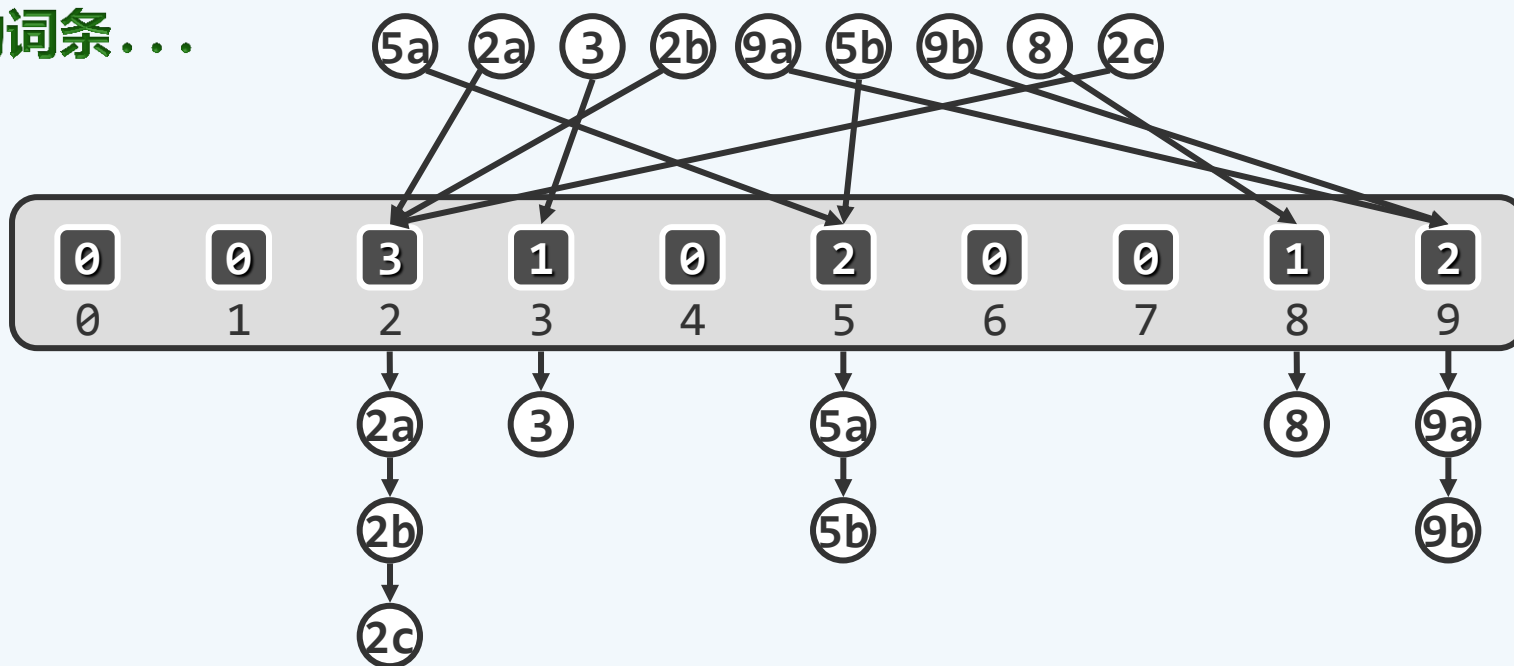 词条...
5a 2a 3 2b 9a 5b 9b 8 2c
0 0 3 1 0 2 0 0 1 2
0 1 2 3 4 5 6 7 8 9
2a 3 5a 8 9a
2b 5b 9b
2c